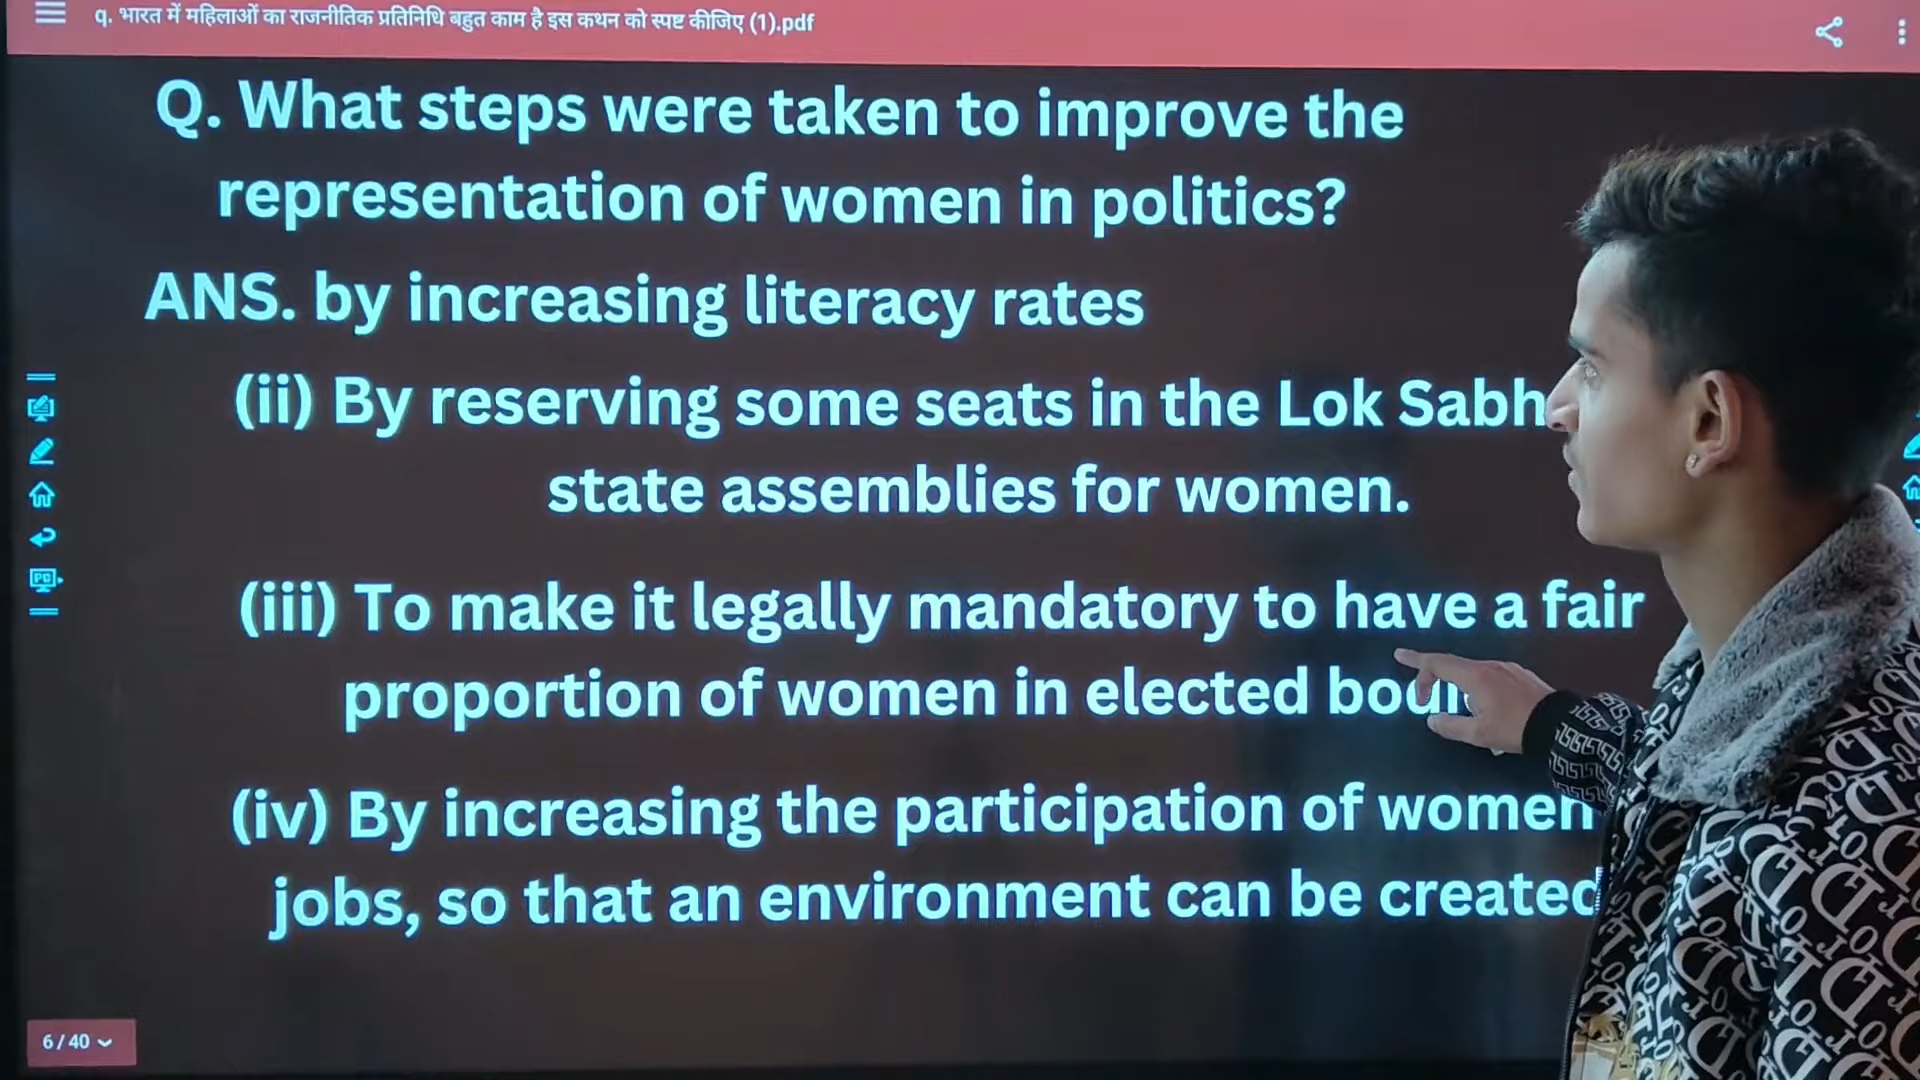 q. भारत में महिलाओं का राजनीतिक प्रतिनिधि बहुत काम है इस कथन को स्पष्ट कीजिए (1).pdf
Q. What steps were taken to improve the
representation of women in politics?
ANS. by increasing literacy rates
(ii) By reserving some seats in the Lok Sabh
state assemblies for women.
(iii) To make it legally mandatory to have a fair
proportion of women in elected
(iv) By increasing the participation of women
jobs, so that an environment can be created
PC
6 / 40